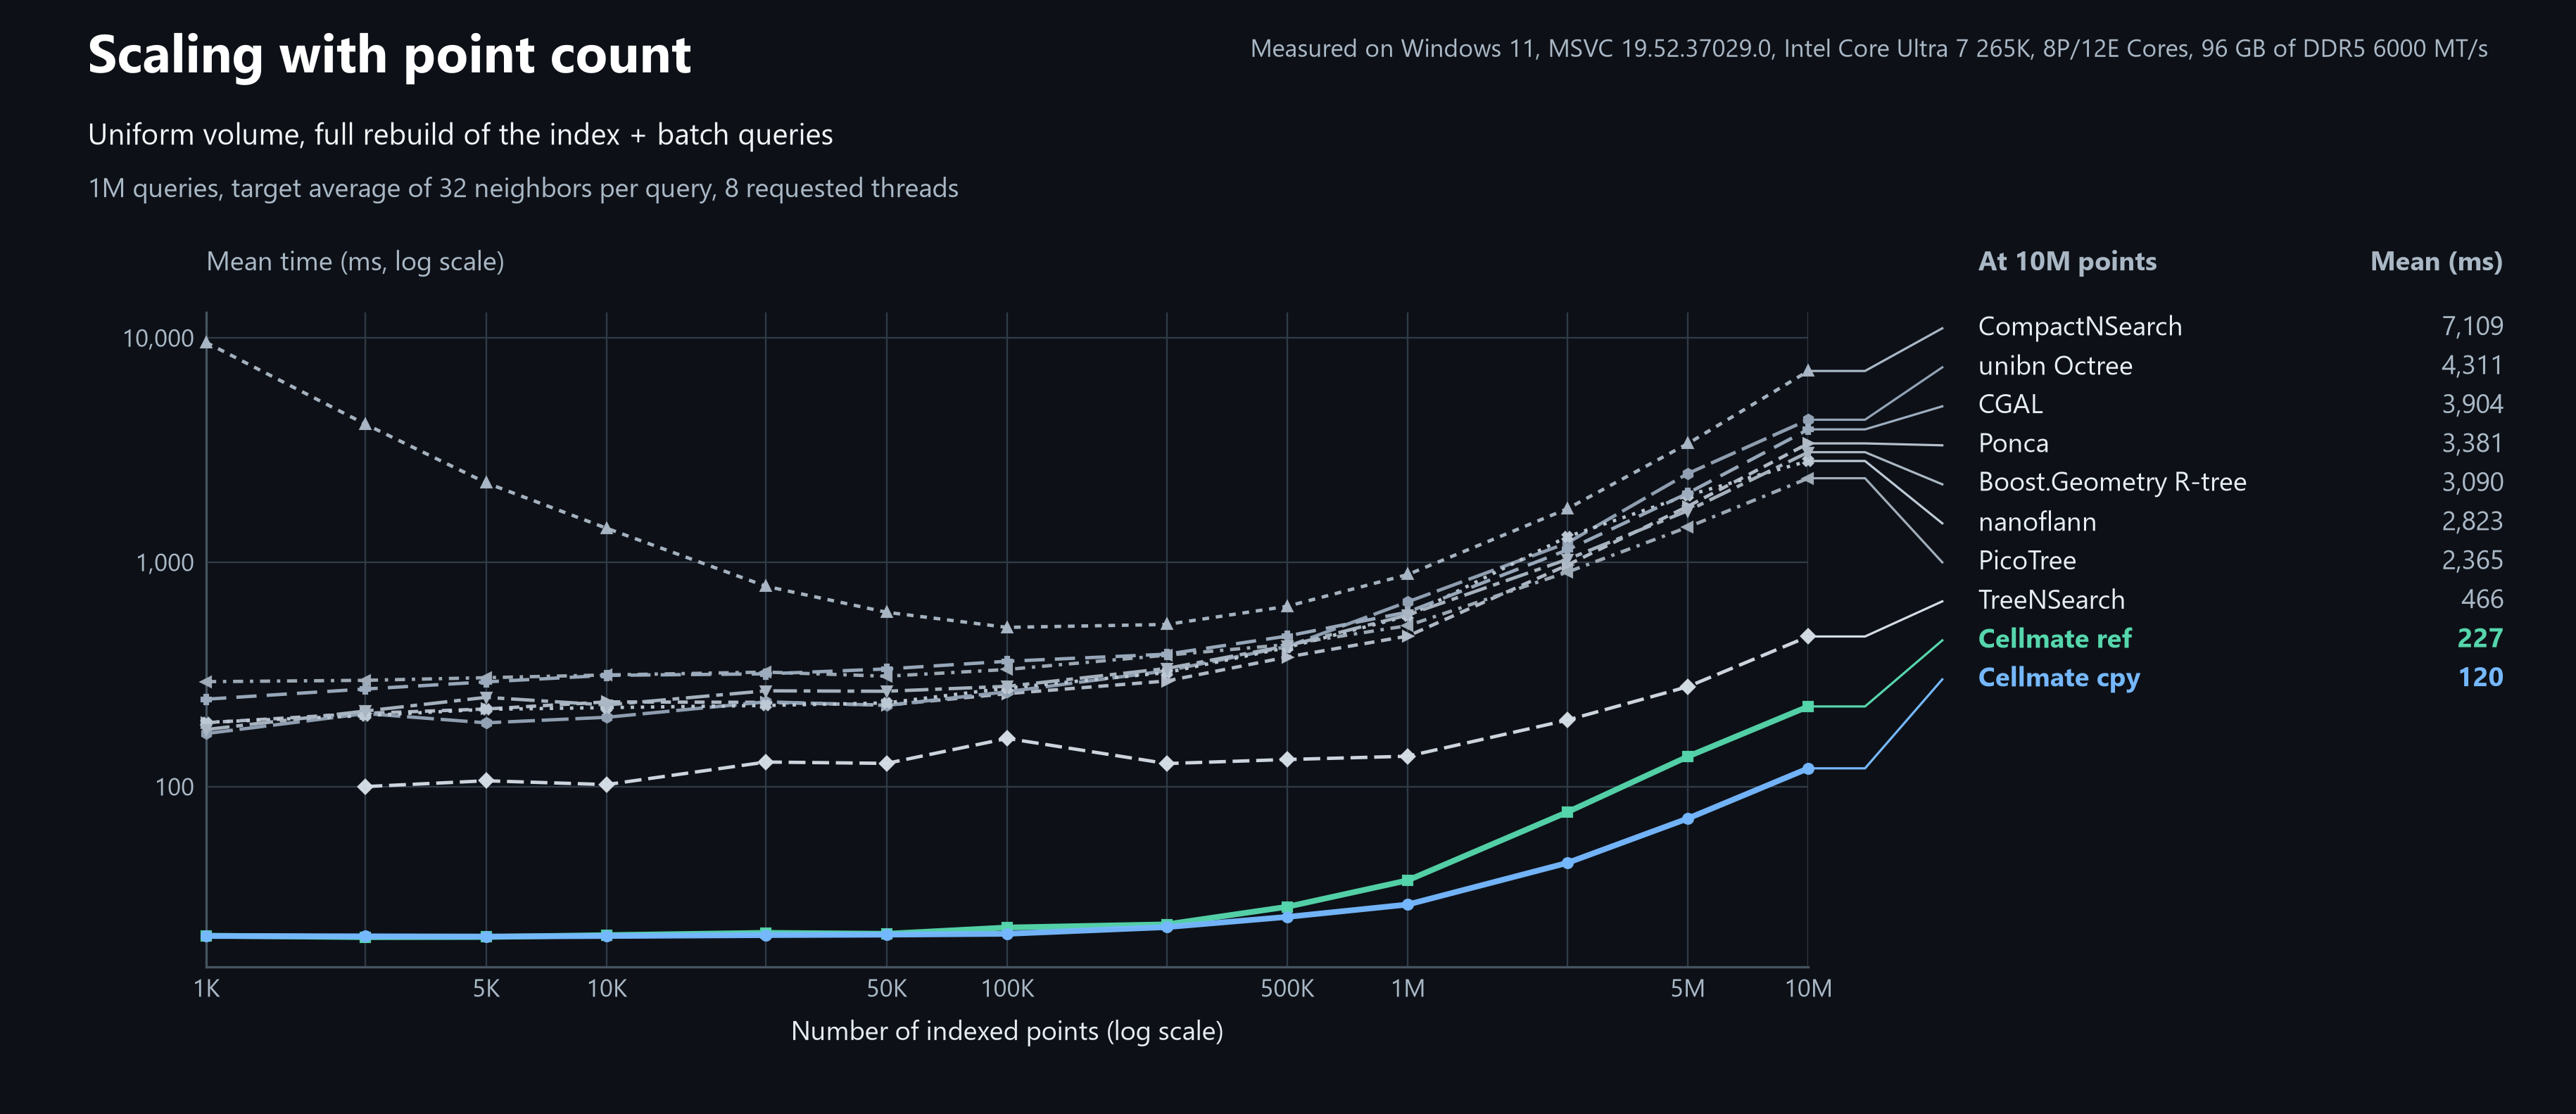 Scaling with point count
Measured on Windows 11, MSVC 19.52.37029.0, Intel Core Ultra 7 265K, 8P/12E Cores, 96 GB of DDR5 6000 MT/s
Uniform volume, full rebuild of the index + batch queries
1M queries, target average of 32 neighbors per query, 8 requested threads
Mean time (ms, log scale)
10,000
1,000
100
1K 5K 10K 50K 100K 500K 1M 5M 10M
Number of indexed points (log scale)
At 10M points Mean (ms)
CompactNSearch 7,109
unibn Octree 4,311
CGAL 3,904
Ponca 3,381
Boost.Geometry R-tree 3,090
nanoflann 2,823
PicoTree 2,365
TreeNSearch 466
Cellmate ref 227
Cellmate cpy 120